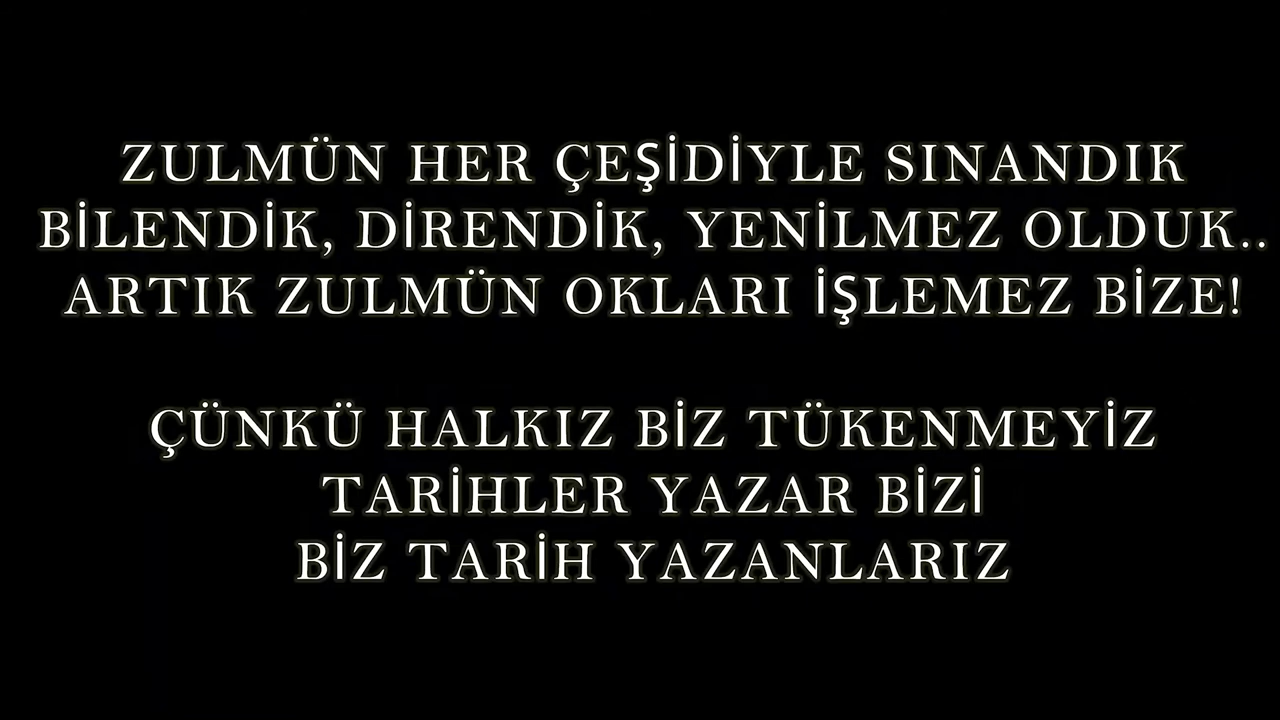 ZULMÜN HER ÇEŞİDİYLE SINANDIK
BİLENDİK, DİRENDİK, YENİLMEZ OLDUK..
ARTIK ZULMÜN OKLARI İŞLEMEZ BİZE!
ÇÜNKÜ HALKIZ BİZ TÜKENMEYİZ
TARİHLER YAZAR BİZİ
BİZ TARİH YAZANLARIZ